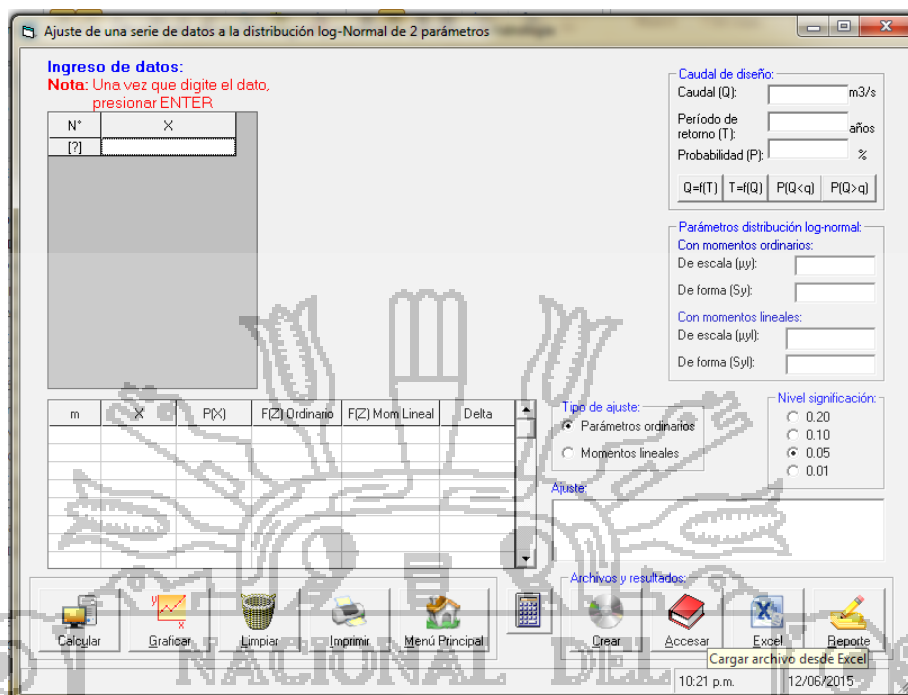 Ajuste de una serie de datos a la distribución log-Normal de 2 parámetros
Ingreso de datos:
Nota: Una vez que digite el dato,
presionar ENTER
N° X
[?]
Caudal de diseño:
Caudal (Q): m3/s
Período de
retorno (T): años
Probabilidad (P): %
Q=f(T) T=f(Q) P(Q<q) P(Q>q)
Parámetros distribución log-normal:
Con momentos ordinarios:
De escala (μy):
De forma (Sy):
Con momentos lineales:
De escala (μyl):
De forma (Syl):
m X P(X) F(Z) Ordinario F(Z) Mom Lineal Delta
Tipo de ajuste:
Parámetros ordinarios
Momentos lineales
Nivel significación:
0.20
0.10
0.05
0.01
Ajuste:
Archivos y resultados:
Calcular Graficar Limpiar Imprimir Menú Principal Crear Accesar Excel Reporte
Cargar archivo desde Excel
10:21 p.m. 12/06/2015
NACIONAL DEL